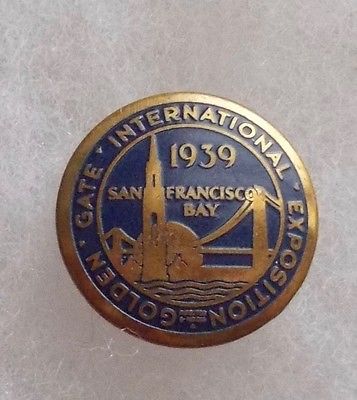 GOLDEN · GATE · INTERNATIONAL · EXPOSITION
1939
SAN FRANCISCO
BAY